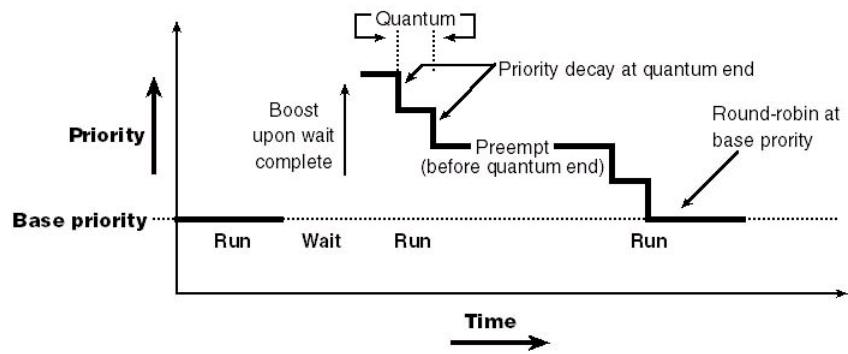 Quantum
Priority decay at quantum end
Boost
upon wait
complete
Round-robin at
base prority
Priority
Preempt
(before quantum end)
Base priority
Run Wait Run Run
Time